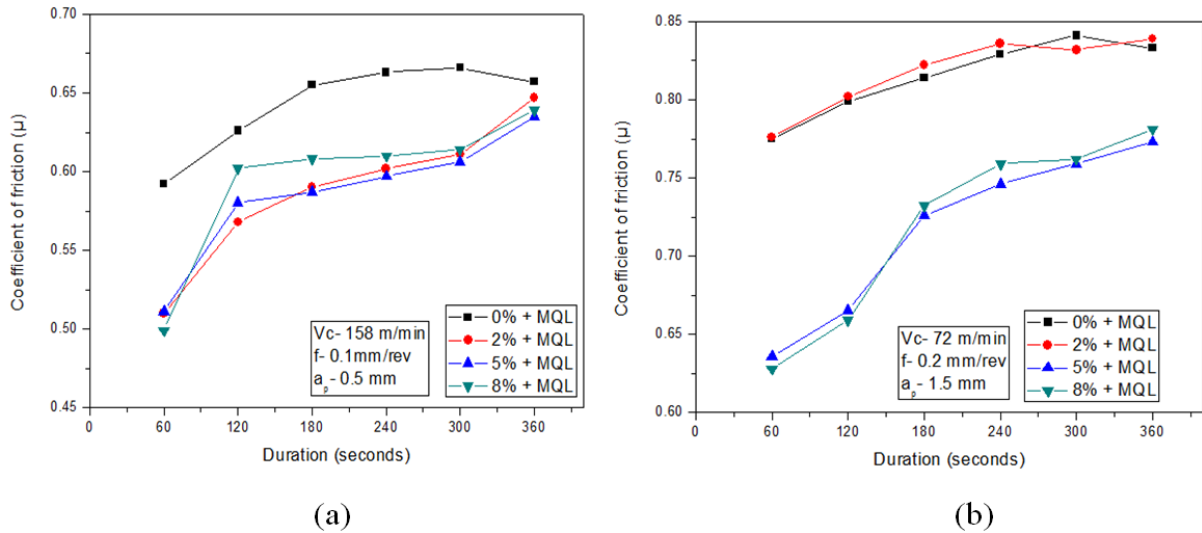 0.70
0.65
0.60
0.55
0.50
0.45
Coefficient of friction (μ)
Vc- 158 m/min
f- 0.1mm/rev
a_p - 0.5 mm
0% + MQL
2% + MQL
5% + MQL
8% + MQL
0 60 120 180 240 300 360
Duration (seconds)
(a)
0.85
0.80
0.75
0.70
0.65
0.60
Coefficient of friction (μ)
Vc- 72 m/min
f- 0.2 mm/rev
a_p - 1.5 mm
0% + MQL
2% + MQL
5% + MQL
8% + MQL
0 60 120 180 240 300 360
Duration (seconds)
(b)